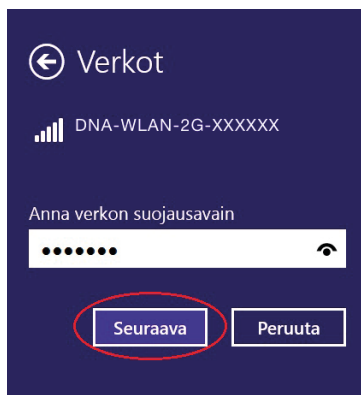 Verkot
DNA-WLAN-2G-XXXXXX
Anna verkon suojausavain
•••••••
Seuraava Peruuta